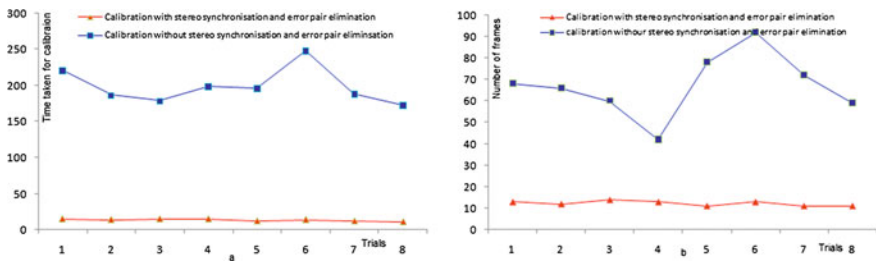 300
250
200
150
100
50
0
Time taken for calibraion
Calibration with stereo synchronisation and error pair elimination
Calibration without stereo synchronisation and error pair eliminsation
1 2 3 4 5 6 7 8
Trials
a
100
90
80
70
60
50
40
30
20
10
0
Number of frames
Calibration with stereo synchronisation and error pair elimination
calibration withour stereo synchronisation and error pair elimination
1 2 3 4 5 6 7 8
Trials
b